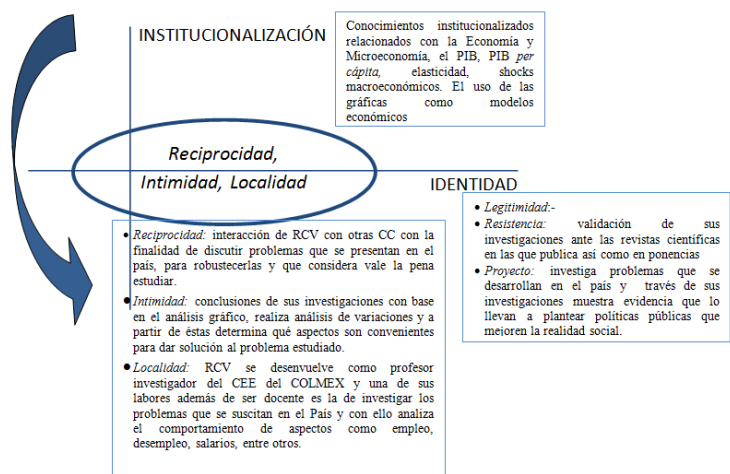 INSTITUCIONALIZACIÓN
Conocimientos institucionalizados
relacionados con la Economía y
Microeconomía, el PIB, PIB per
cápita, elasticidad, shocks
macroeconómicos. El uso de las
gráficas como modelos
económicos
Reciprocidad,
Intimidad, Localidad
IDENTIDAD
• Reciprocidad: interacción de RCV con otras CC con la
finalidad de discutir problemas que se presentan en el
país, para robustecerlas y que considera vale la pena
estudiar.
• Intimidad: conclusiones de sus investigaciones con base
en el análisis gráfico, realiza análisis de variaciones y a
partir de éstas determina qué aspectos son convenientes
para dar solución al problema estudiado.
• Localidad: RCV se desenvuelve como profesor
investigador del CEE del COLMEX y una de sus
labores además de ser docente es la de investigar los
problemas que se suscitan en el País y con ello analiza
el comportamiento de aspectos como empleo,
desempleo, salarios, entre otros.
• Legitimidad:-
• Resistencia: validación de sus
investigaciones ante las revistas científicas
en las que publica así como en ponencias
• Proyecto: investiga problemas que se
desarrollan en el país y través de sus
investigaciones muestra evidencia que lo
llevan a plantear políticas públicas que
mejoren la realidad social.